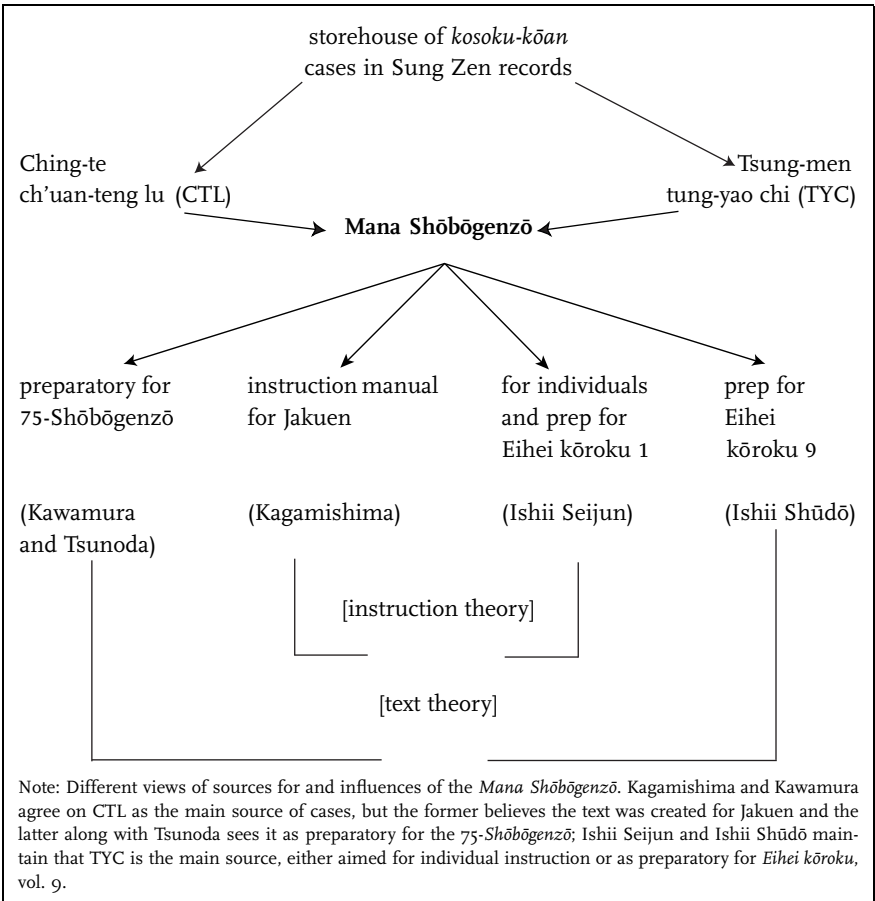 storehouse of kosoku-kōan
cases in Sung Zen records
Ching-te
ch'uan-teng lu (CTL)
Tsung-men
tung-yao chi (TYC)
Mana Shōbōgenzō
preparatory for
75-Shōbōgenzō
instruction manual
for Jakuen
for individuals
and prep for
Eihei kōroku 1
prep for
Eihei
kōroku 9
(Kawamura
and Tsunoda)
(Kagamishima)
(Ishii Seijun)
(Ishii Shūdō)
[instruction theory]
[text theory]
Note: Different views of sources for and influences of the Mana Shōbōgenzō. Kagamishima and Kawamura
agree on CTL as the main source of cases, but the former believes the text was created for Jakuen and the
latter along with Tsunoda sees it as preparatory for the 75-Shōbōgenzō; Ishii Seijun and Ishii Shūdō main-
tain that TYC is the main source, either aimed for individual instruction or as preparatory for Eihei kōroku,
vol. 9.